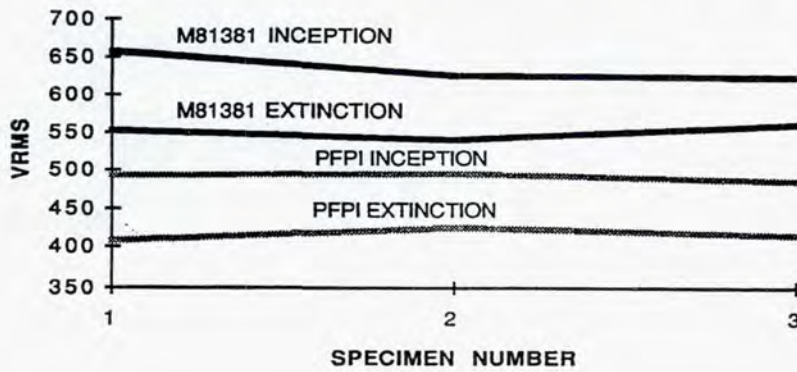 700
650
600
550
500
450
400
350
VRMS
M81381 INCEPTION
M81381 EXTINCTION
PFPI INCEPTION
PFPI EXTINCTION
1
2
3
SPECIMEN NUMBER